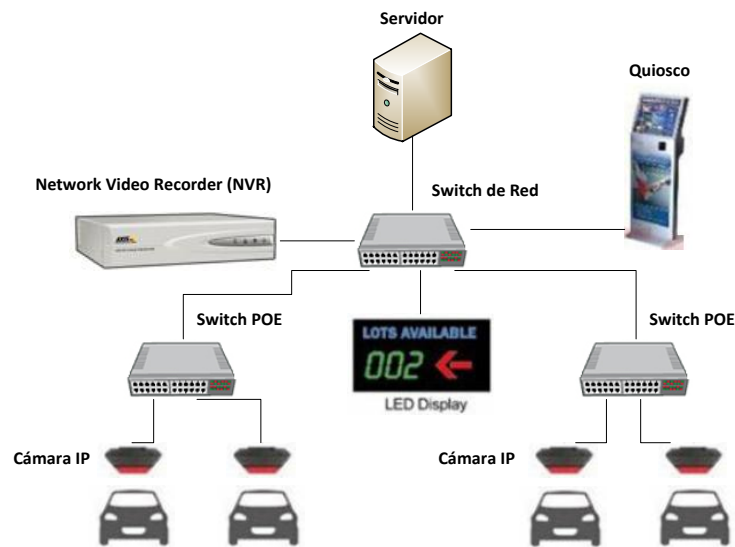 Servidor
Quiosco
Network Video Recorder (NVR)
Switch de Red
AXIS
Switch POE
Switch POE
LOTS AVAILABLE
002
LED Display
Cámara IP
Cámara IP